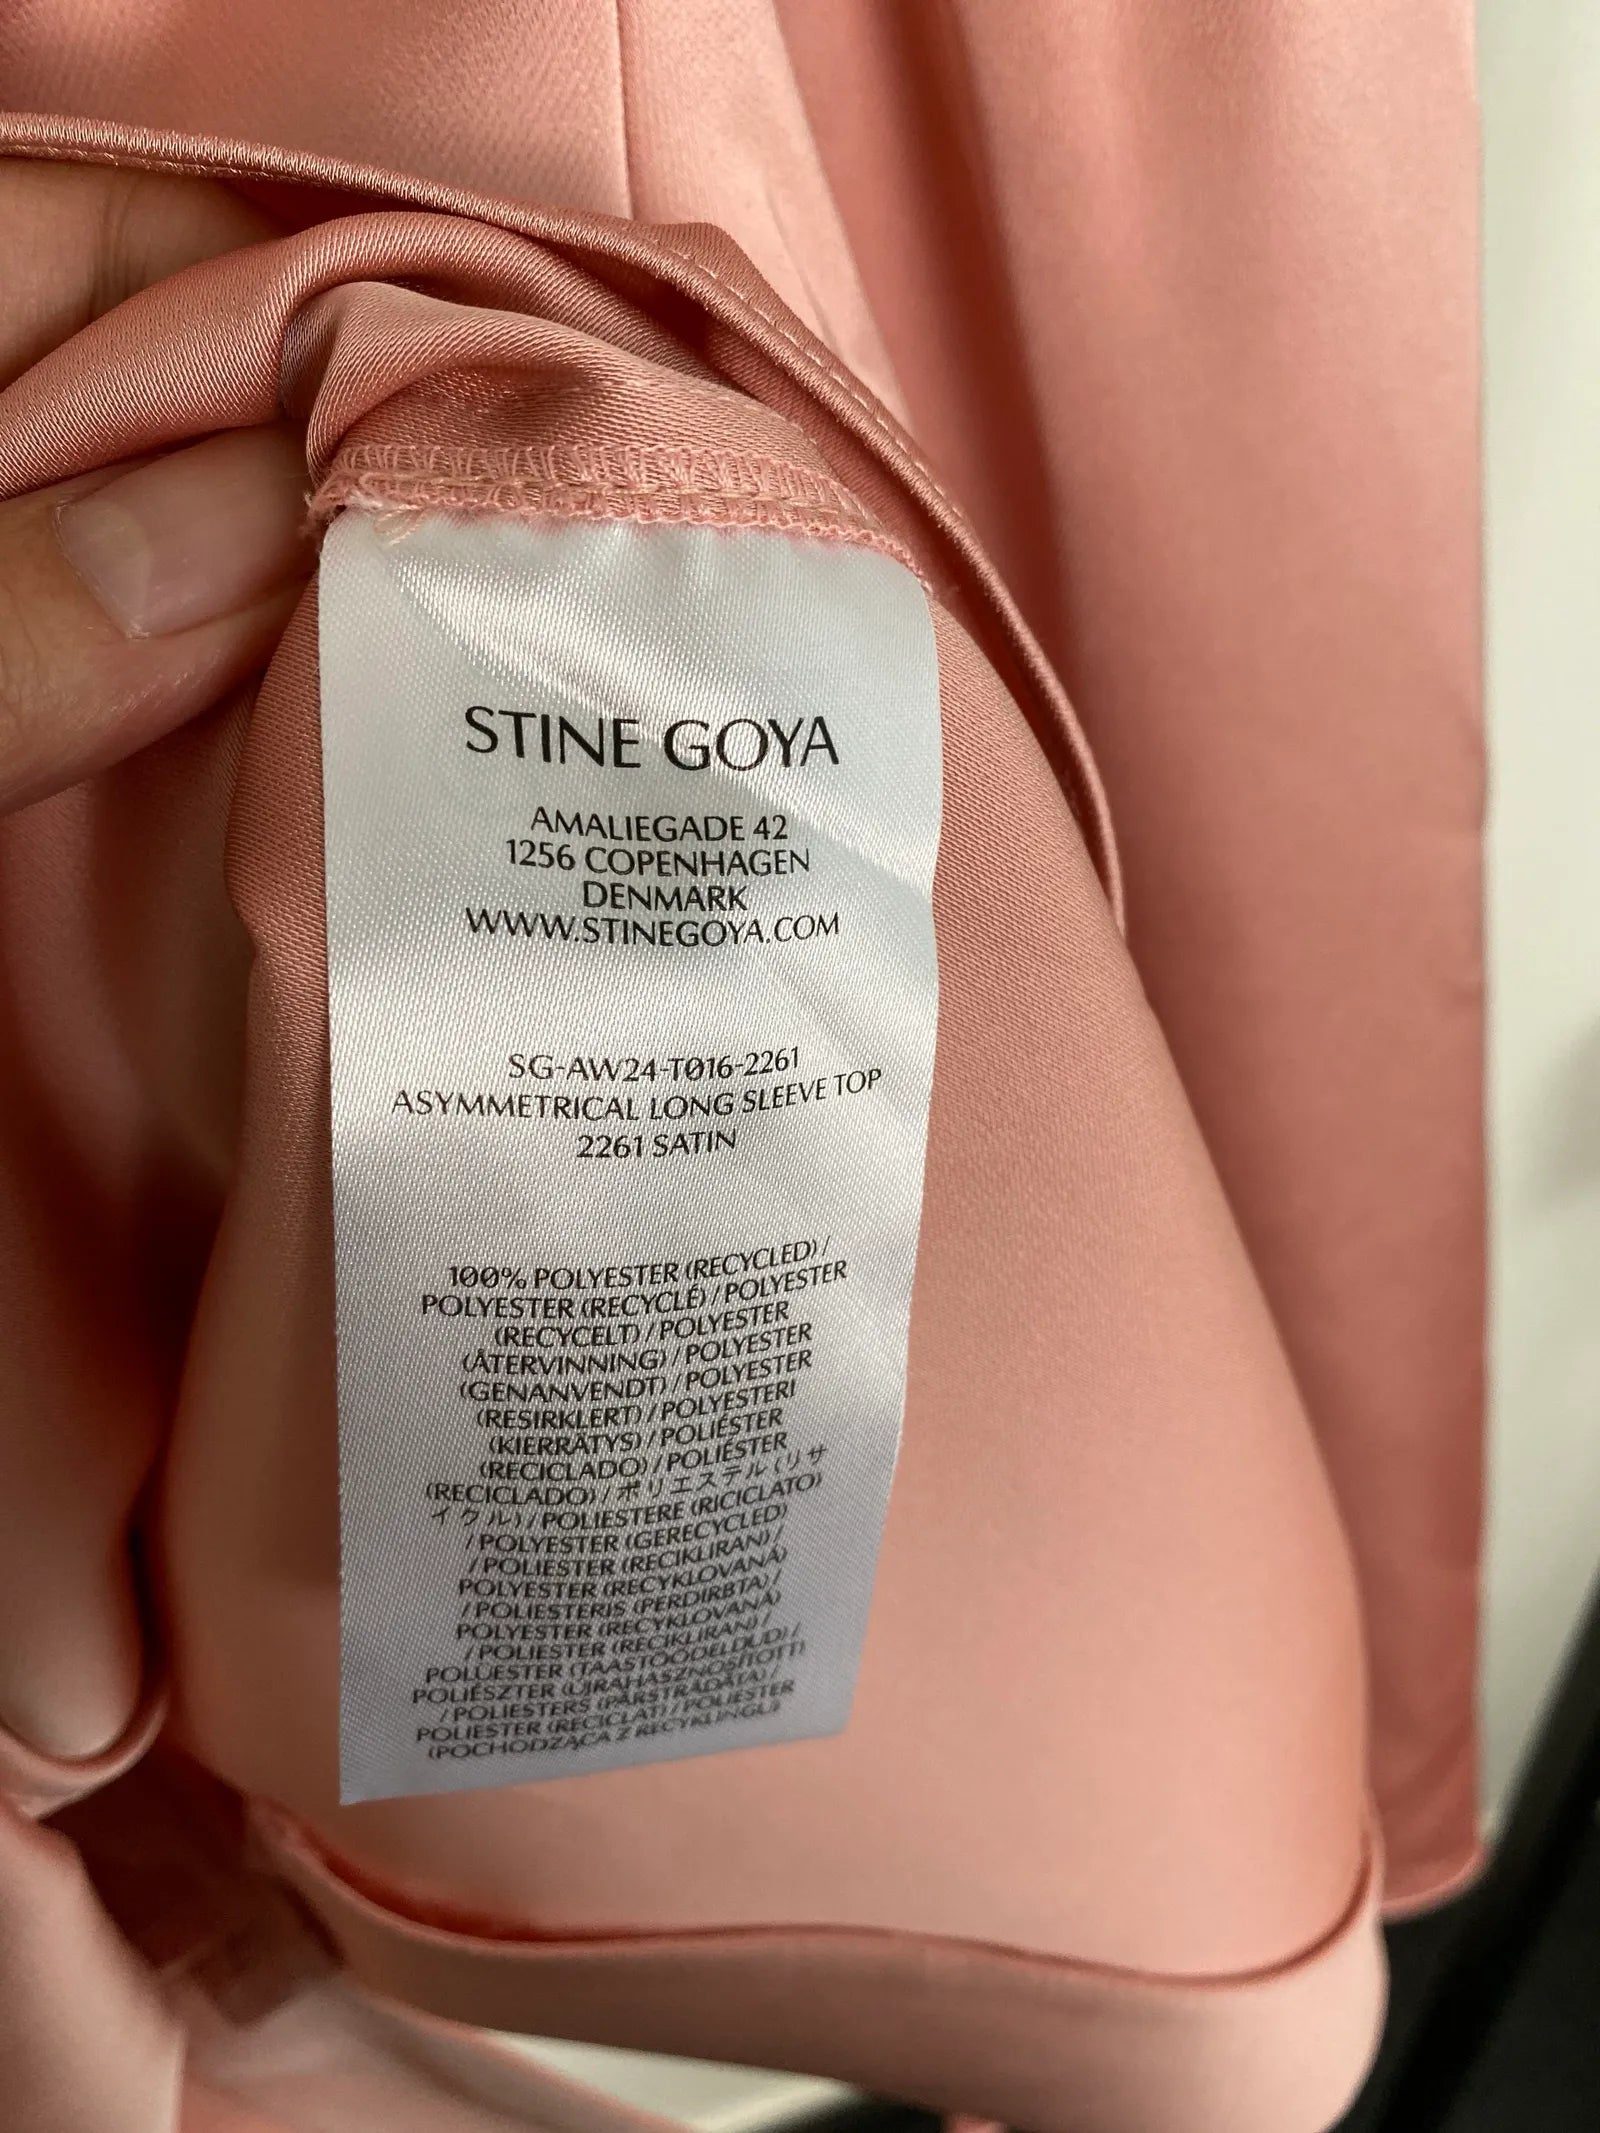 STINE GOYA
AMALIEGADE 42
1256 COPENHAGEN
DENMARK
WWW.STINEGOYA.COM
SG-AW24-T016-2261
ASYMMETRICAL LONG SLEEVE TOP
2261 SATIN
100% POLYESTER (RECYCLED) /
POLYESTER (RECYCLÉ) / POLYESTER
(RECYCELT) / POLYESTER
(ÅTERVINNING) / POLYESTER
(GENANVENDT) / POLYESTER
(RESIRKLERT) / POLYESTERI
(KIERRÄTYS) / POLIÉSTER
(RECICLADO) / POLIÉSTER
(RECICLADO) / ポリエステル (リサ
イクル) / POLIESTERE (RICICLATO)
/ POLYESTER (GERECYCLED)
/ POLIESTER (RECIKLIRAN) /
POLYESTER (RECYKLOVANÁ)
/ POLIESTERIS (PERDIRBTA) /
POLYESTER (RECYKLOVANÁ)
/ POLIESTER (RECIKLIRAN) /
POLÜESTER (TAASTOODELDUD) /
POLIÉSZTER (ÚJRAHASZNOSÍTOTT)
/ POLIESTERS (PĀRSTRĀDĀTA) /
POLIESTER (RECICLAT) / POLIESTER
(POCHODZĄCA Z RECYKLINGU)